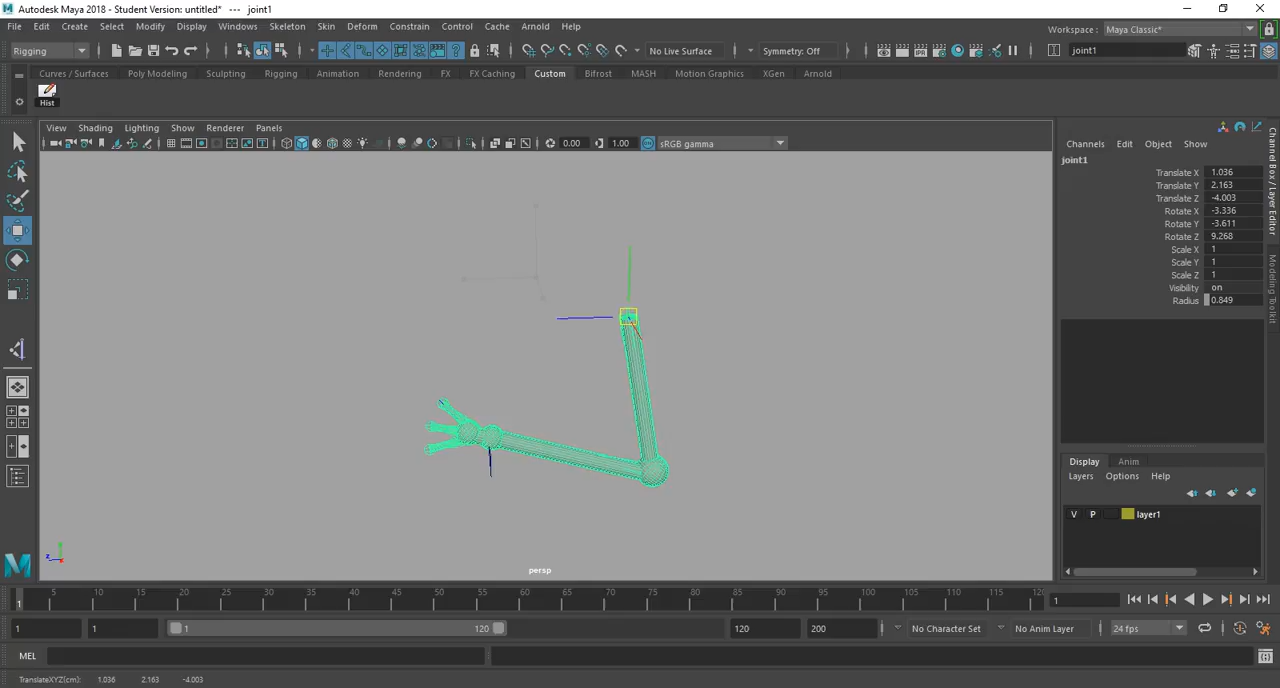 Autodesk Maya 2018 - Student Version: untitled* --- joint1
File Edit Create Select Modify Display Windows Skeleton Skin Deform Constrain Control Cache Arnold Help
Workspace : Maya Classic*
Rigging No Live Surface Symmetry: Off joint1
Curves / Surfaces Poly Modeling Sculpting Rigging Animation Rendering FX FX Caching Custom Bifrost MASH Motion Graphics XGen Arnold
Hist
View Shading Lighting Show Renderer Panels
0.00 1.00 sRGB gamma
Channels Edit Object Show
joint1
Translate X 1.036
Translate Y 2.163
Translate Z -4.003
Rotate X -3.336
Rotate Y -3.611
Rotate Z 9.268
Scale X 1
Scale Y 1
Scale Z 1
Visibility on
Radius 0.849
Channel Box / Layer Editor
Modeling Toolkit
Display Anim
Layers Options Help
V P layer1
z
persp
1 5 10 15 20 25 30 35 40 45 50 55 60 65 70 75 80 85 90 95 100 105 110 115 120 1
1 1 1 120 120 200 No Character Set No Anim Layer 24 fps
MEL
TranslateXYZ(cm): 1.036 2.163 -4.003